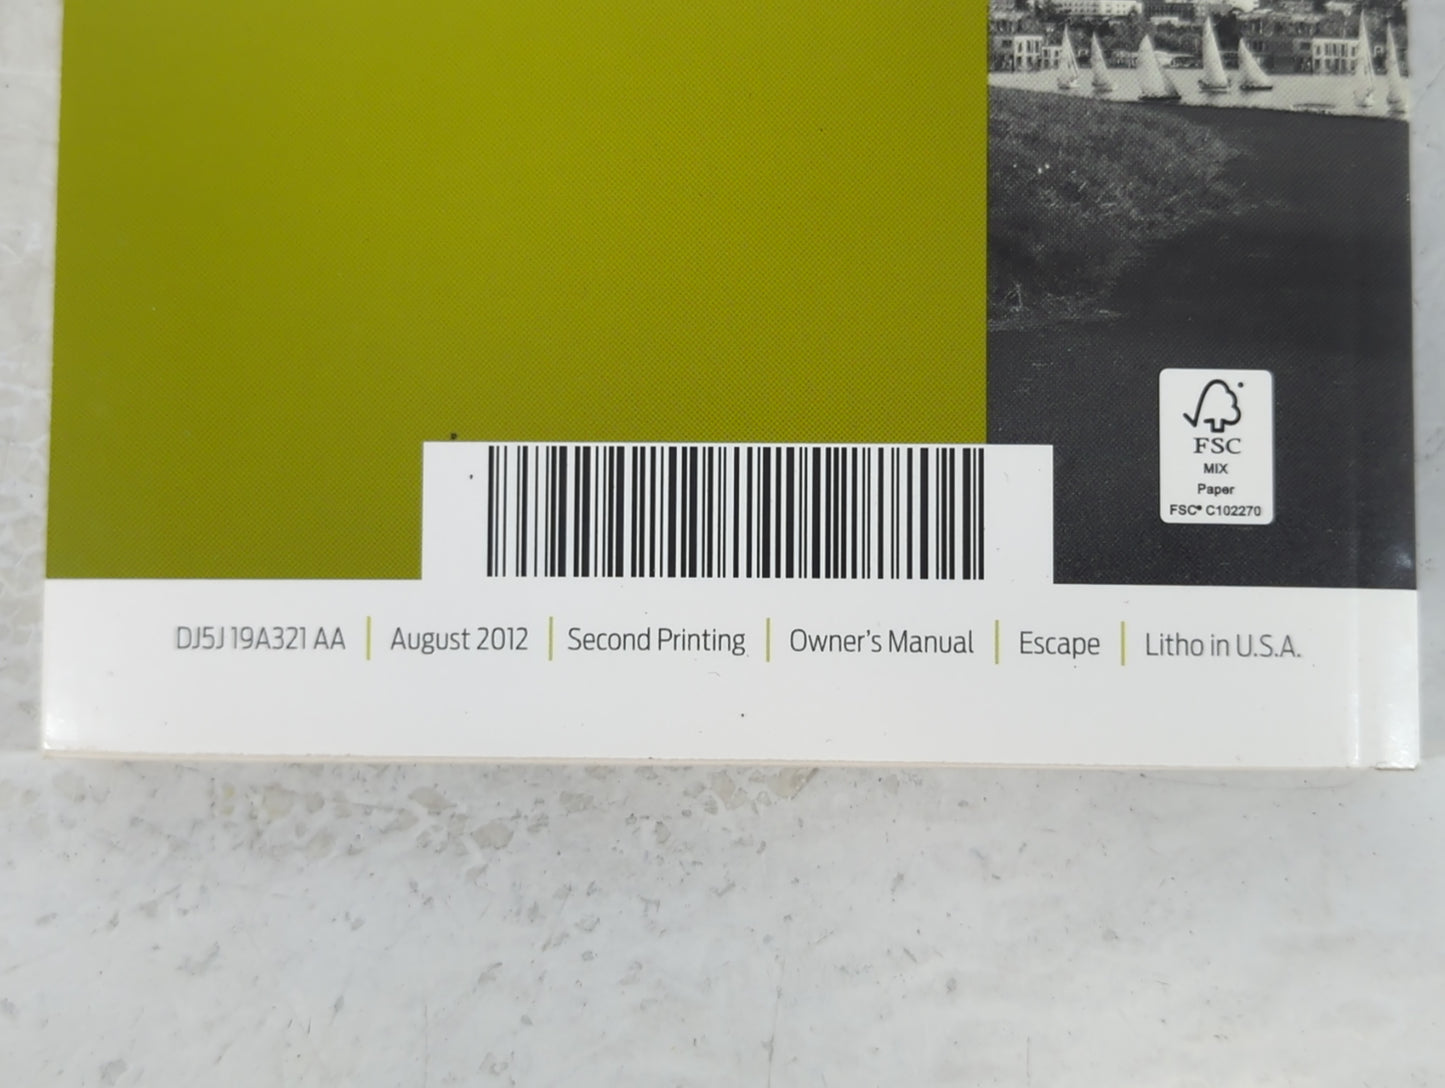 FSC
MIX
Paper
FSC® C102270
DJ5J 19A321 AA | August 2012 | Second Printing | Owner's Manual | Escape | Litho in U.S.A.